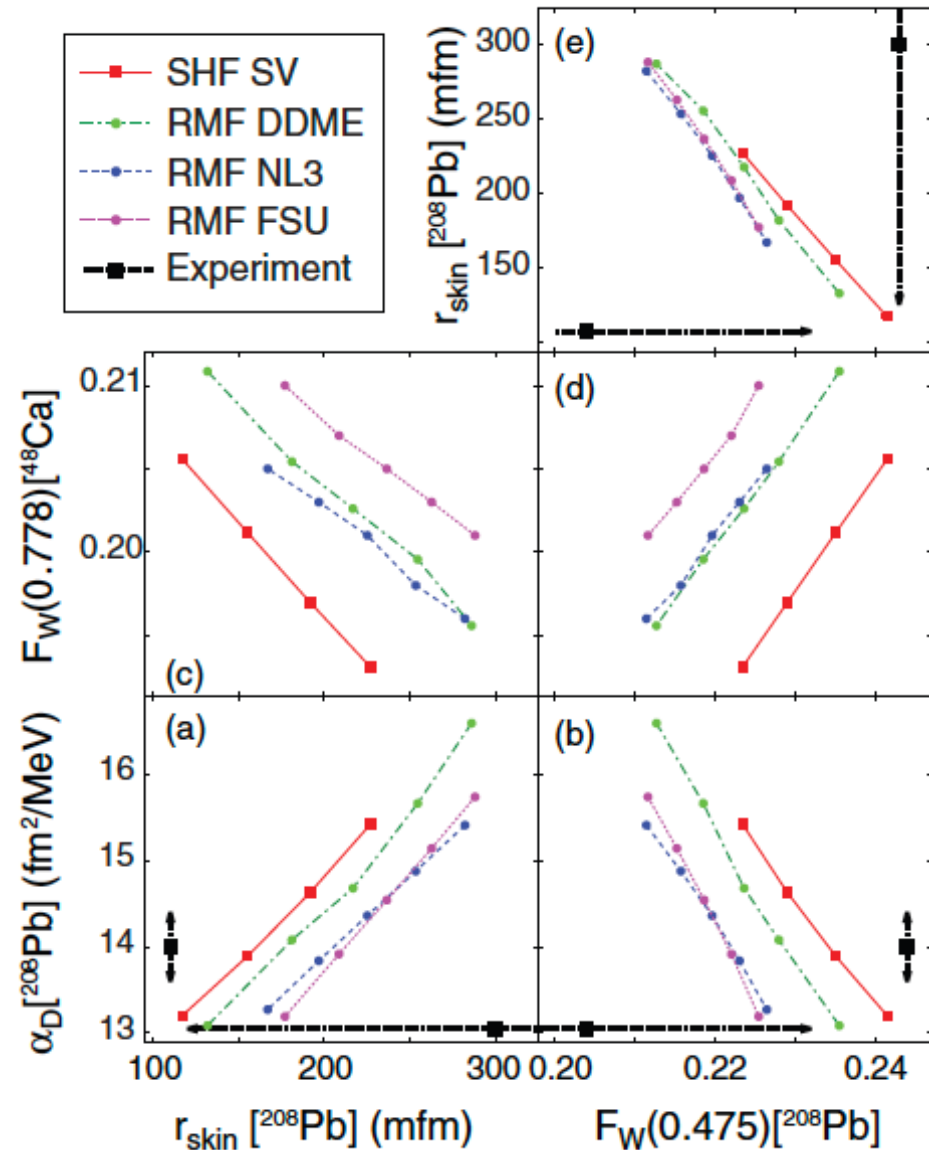 SHF SV
RMF DDME
RMF NL3
RMF FSU
Experiment
(e)
300
250
200
150
r_skin [²⁰⁸Pb] (mfm)
0.21
0.20
F_W(0.778)[⁴⁸Ca]
(c)
(d)
16
15
14
13
α_D[²⁰⁸Pb] (fm²/MeV)
(a)
(b)
100 200 300 0.20 0.22 0.24
r_skin [²⁰⁸Pb] (mfm) F_W(0.475)[²⁰⁸Pb]